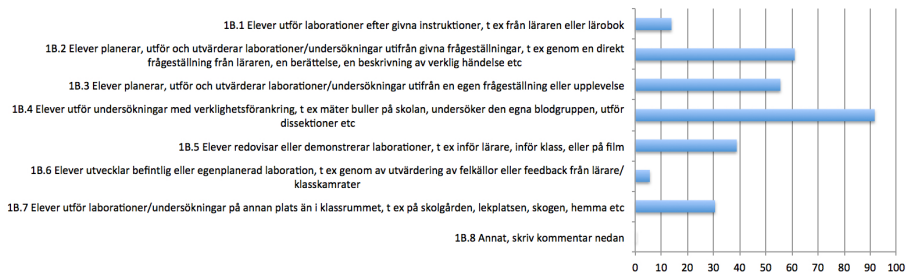 1B.1 Elever utför laborationer efter givna instruktioner, t ex från läraren eller lärobok
1B.2 Elever planerar, utför och utvärderar laborationer/undersökningar utifrån givna frågeställningar, t ex genom en direkt
frågeställning från läraren, en berättelse, en beskrivning av verklig händelse etc
1B.3 Elever planerar, utför och utvärderar laborationer/undersökningar utifrån en egen frågeställning eller upplevelse
1B.4 Elever utför undersökningar med verklighetsförankring, t ex mäter buller på skolan, undersöker den egna blodgruppen, utför
dissektioner etc
1B.5 Elever redovisar eller demonstrerar laborationer, t ex inför lärare, inför klass, eller på film
1B.6 Elever utvecklar befintlig eller egenplanerad laboration, t ex genom av utvärdering av felkällor eller feedback från lärare/
klasskamrater
1B.7 Elever utför laborationer/undersökningar på annan plats än i klassrummet, t ex på skolgården, lekplatsen, skogen, hemma etc
1B.8 Annat, skriv kommentar nedan
0 10 20 30 40 50 60 70 80 90 100